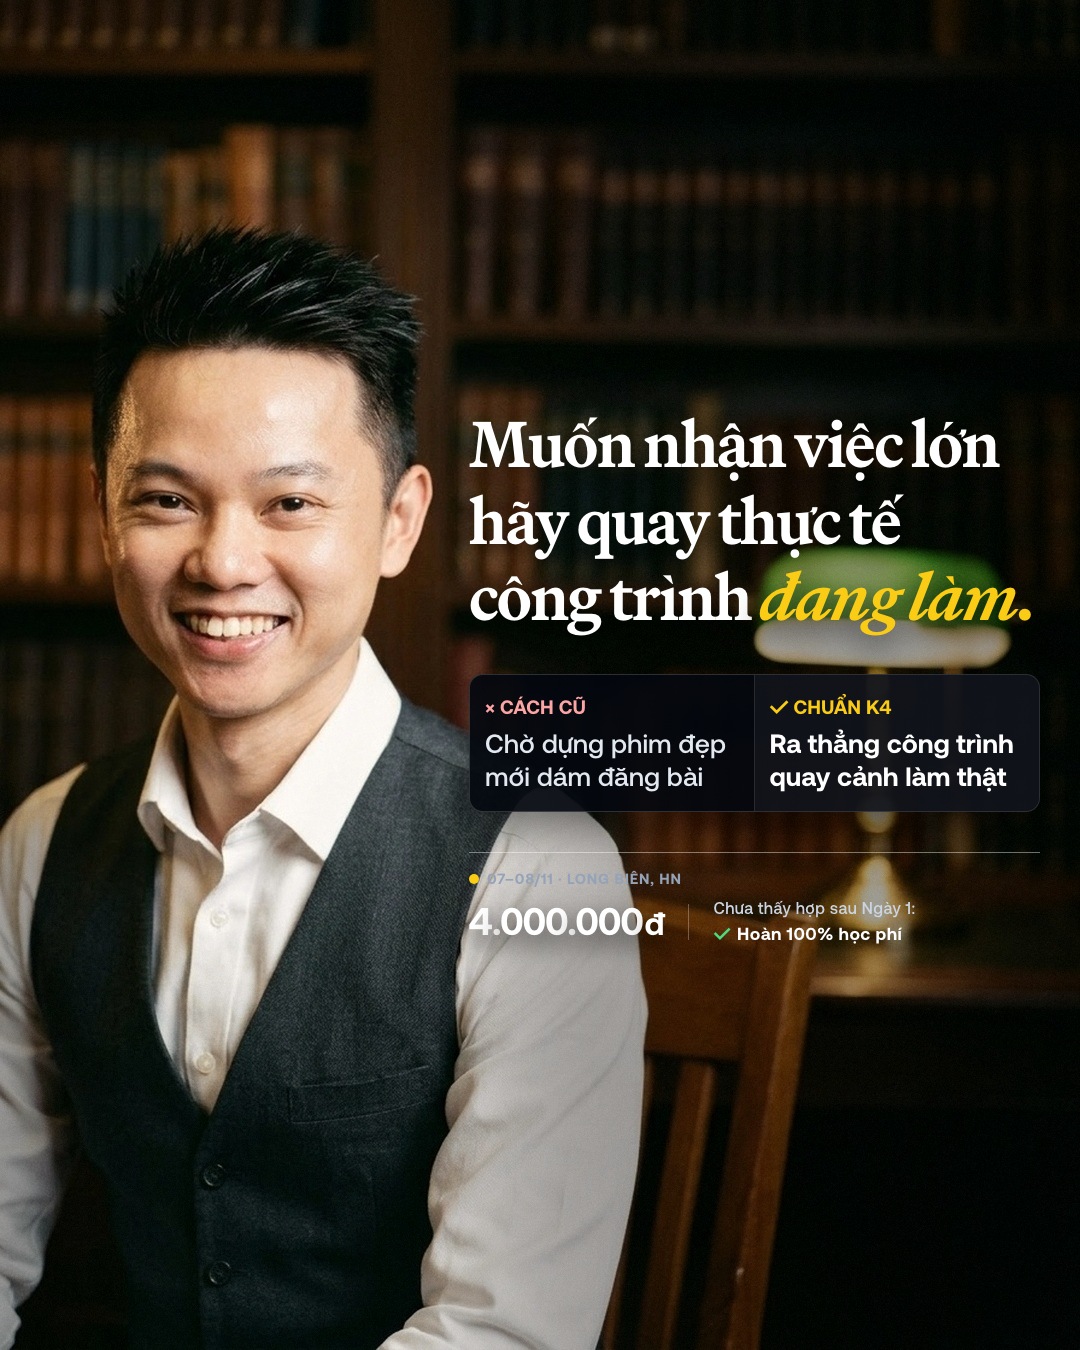 Muốn nhận việc lớn
hãy quay thực tế
công trình đang làm.
× CÁCH CŨ
Chờ dựng phim đẹp
mới dám đăng bài
✓ CHUẨN K4
Ra thẳng công trình
quay cảnh làm thật
07–08/11 · LONG BIÊN, HN
4.000.000đ
Chưa thấy hợp sau Ngày 1:
✓ Hoàn 100% học phí